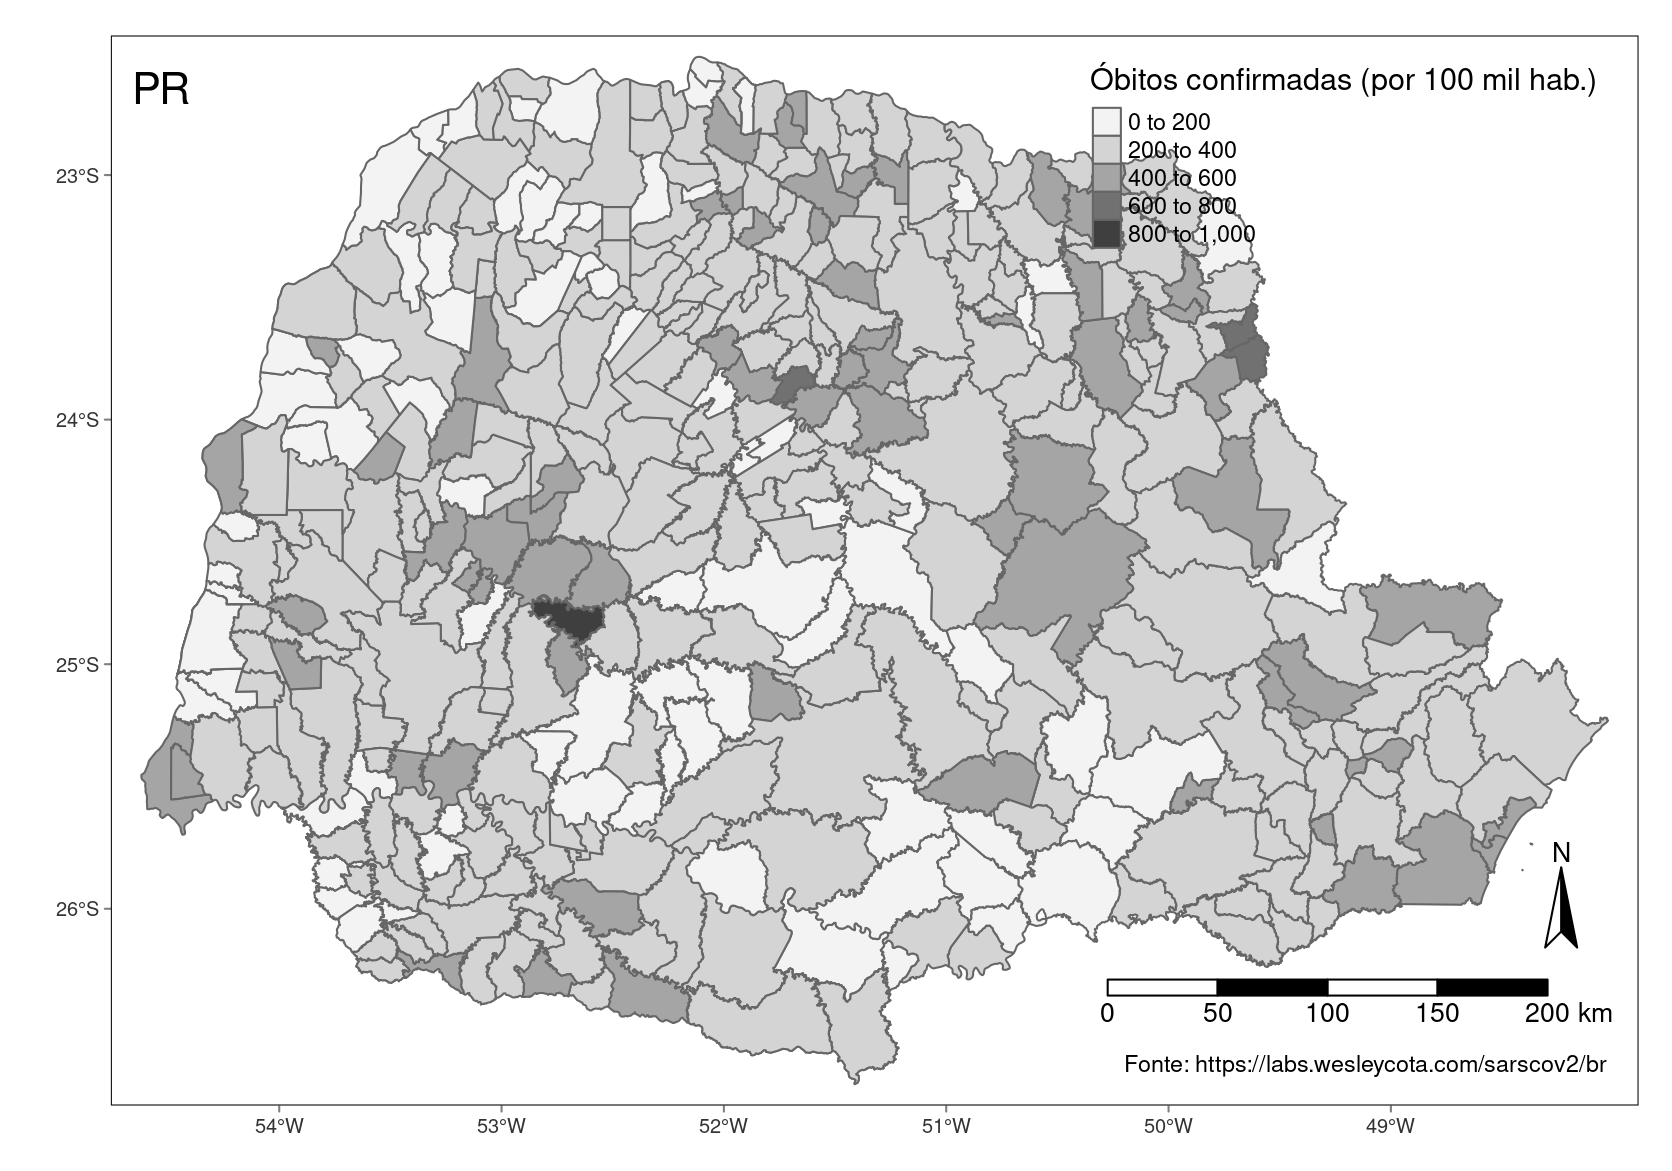 PR
Óbitos confirmadas (por 100 mil hab.)
0 to 200
200 to 400
400 to 600
600 to 800
800 to 1,000
23°S
24°S
25°S
26°S
N
0 50 100 150 200 km
Fonte: https://labs.wesleycota.com/sarscov2/br
54°W 53°W 52°W 51°W 50°W 49°W